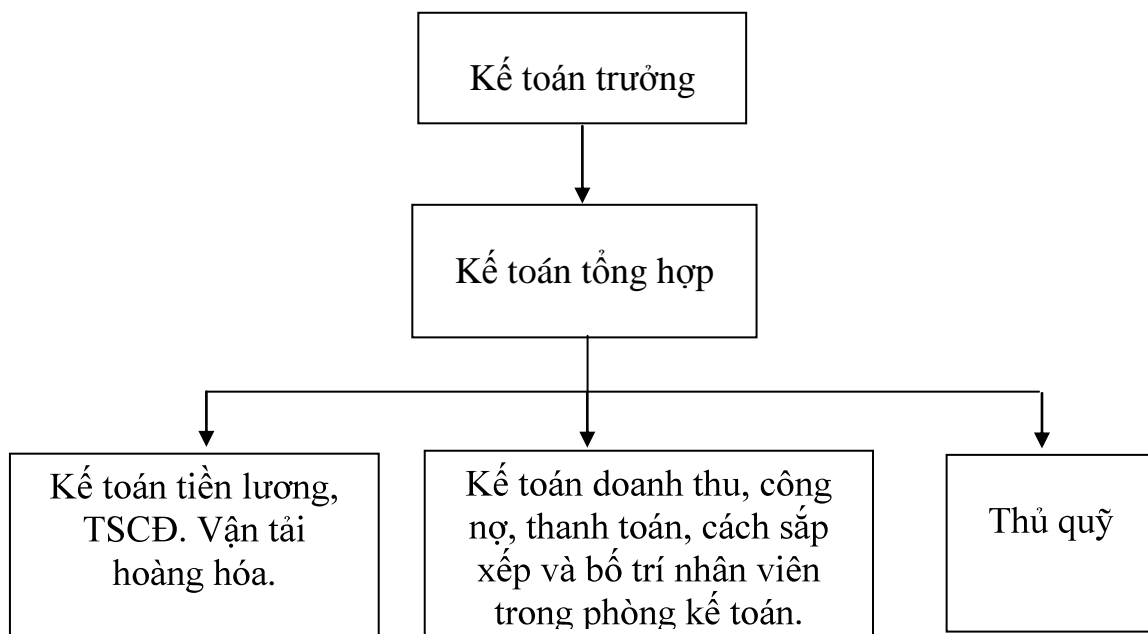 Kế toán trưởng
Kế toán tổng hợp
Kế toán tiền lương,
TSCĐ. Vận tải
hoàng hóa.
Kế toán doanh thu, công
nợ, thanh toán, cách sắp
xếp và bố trí nhân viên
trong phòng kế toán.
Thủ quỹ